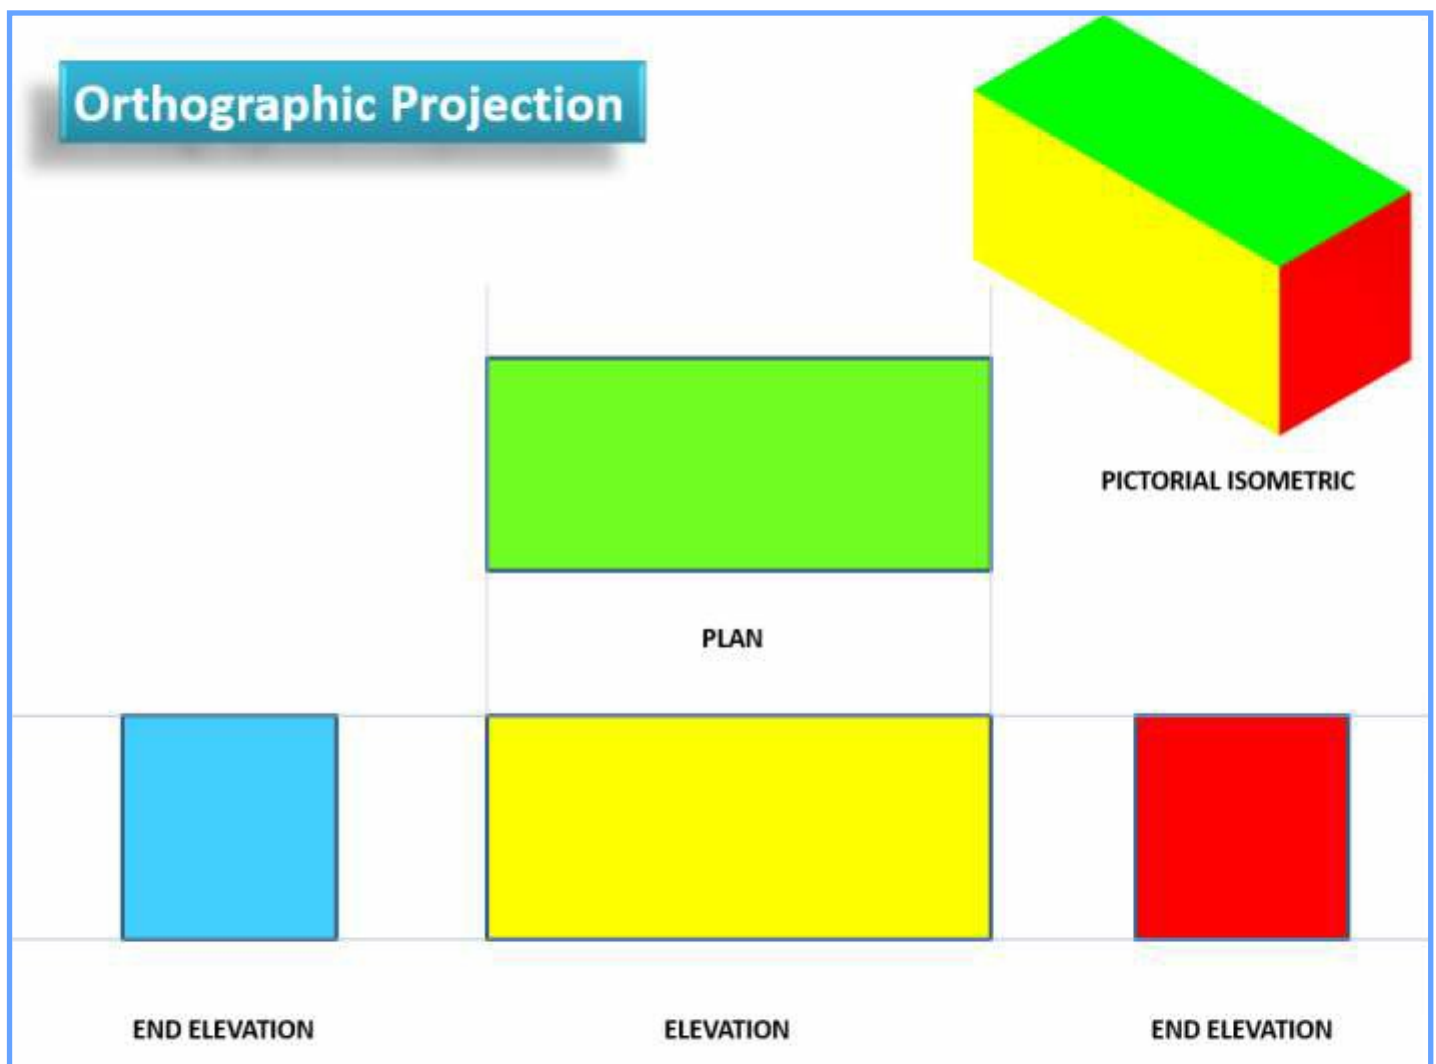 Orthographic Projection
PICTORIAL ISOMETRIC
PLAN
END ELEVATION
ELEVATION
END ELEVATION